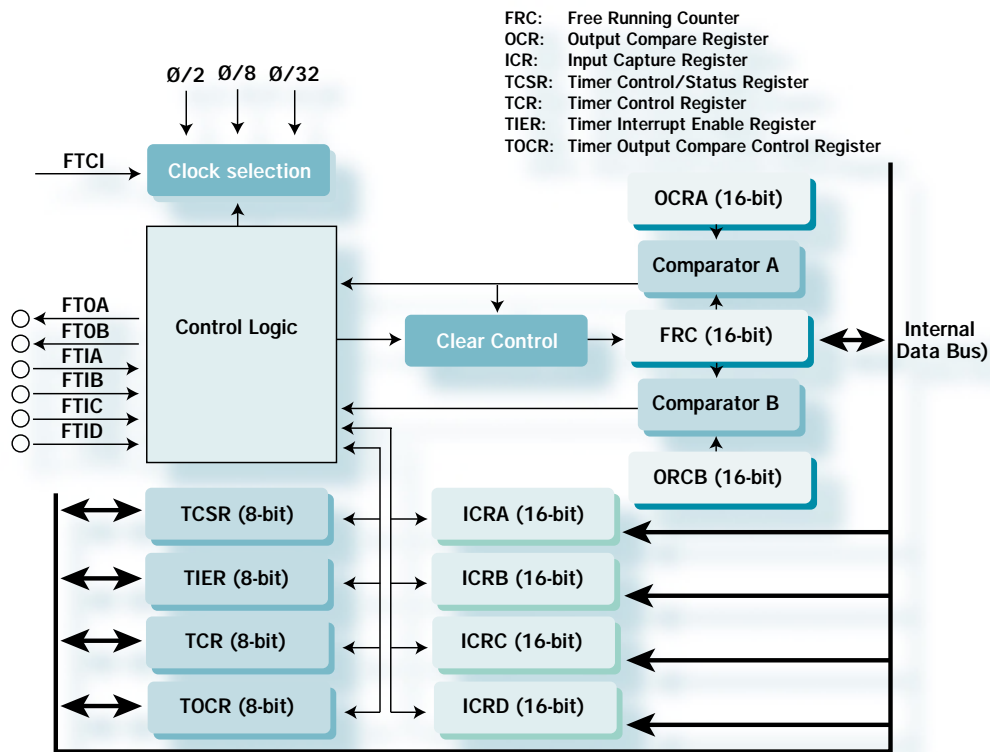 FRC: Free Running Counter
OCR: Output Compare Register
ICR: Input Capture Register
TCSR: Timer Control/Status Register
TCR: Timer Control Register
TIER: Timer Interrupt Enable Register
TOCR: Timer Output Compare Control Register
Ø/2 Ø/8 Ø/32
FTCI
Clock selection
OCRA (16-bit)
Comparator A
Control Logic
FTOA
FTOB
FTIA
FTIB
FTIC
FTID
Clear Control
FRC (16-bit)
Internal
Data Bus)
Comparator B
ORCB (16-bit)
TCSR (8-bit)
ICRA (16-bit)
TIER (8-bit)
ICRB (16-bit)
TCR (8-bit)
ICRC (16-bit)
TOCR (8-bit)
ICRD (16-bit)